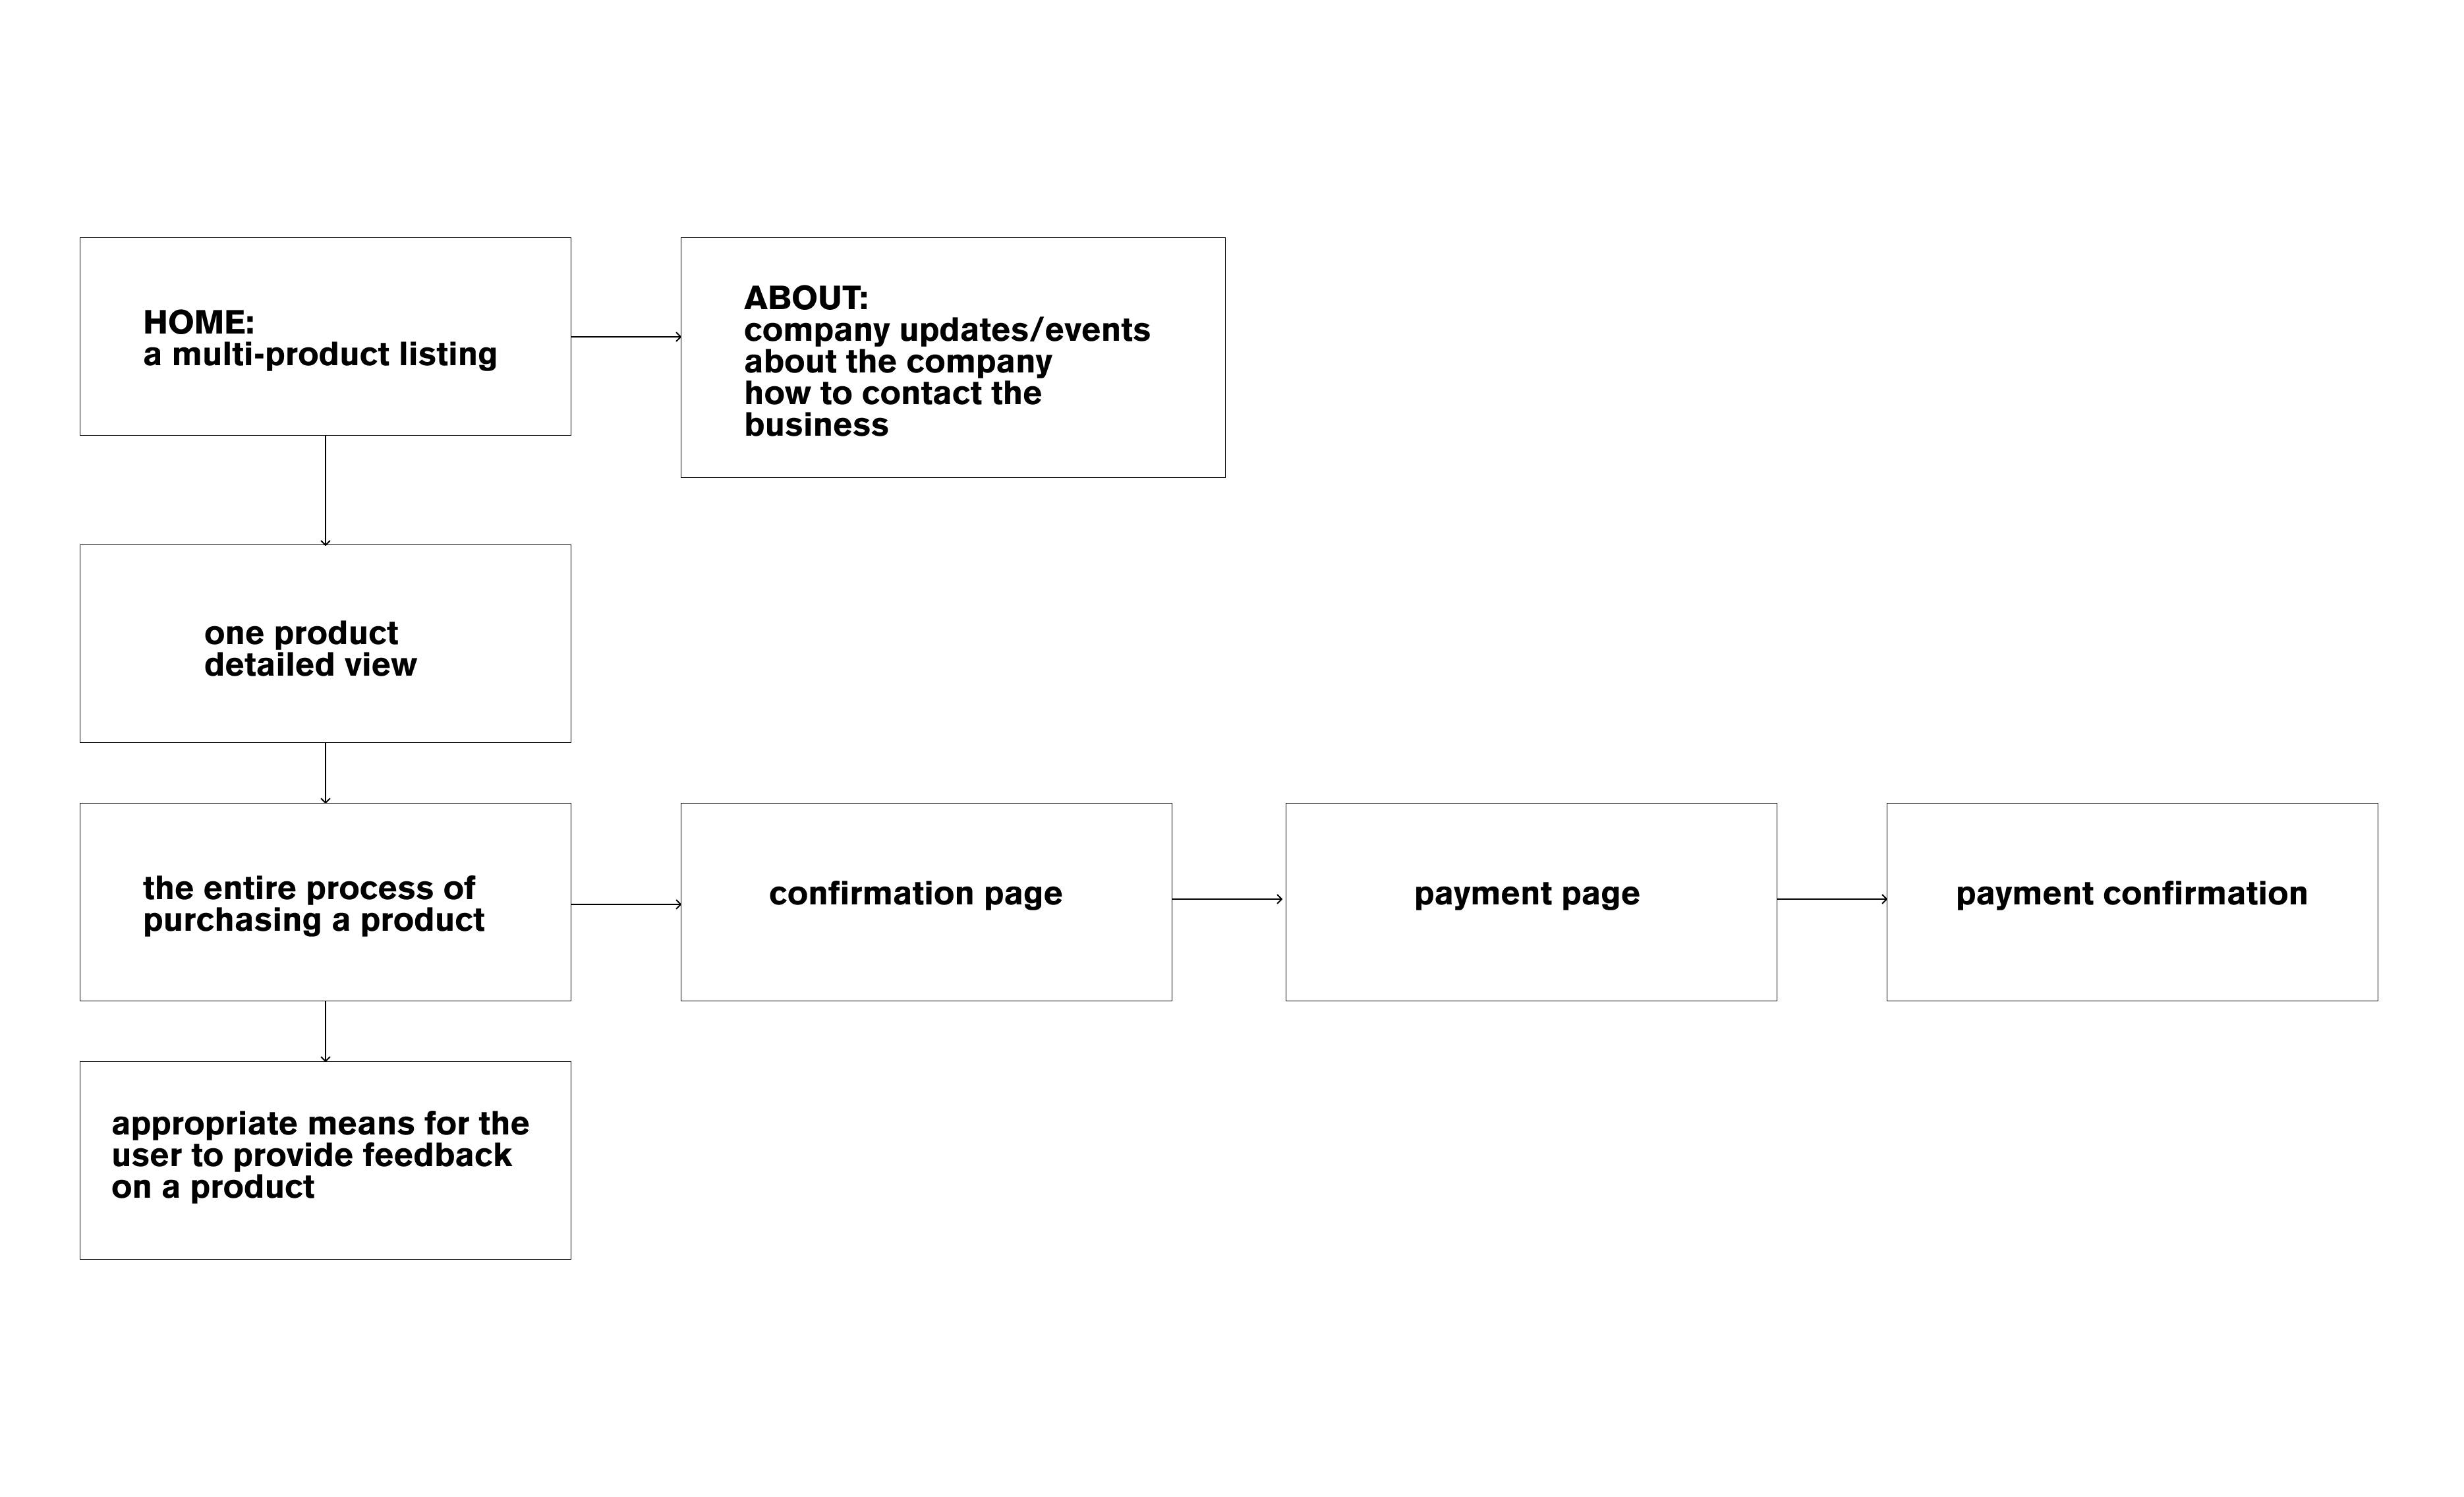 HOME:
a multi-product listing
ABOUT:
company updates/events
about the company
how to contact the
business
one product
detailed view
the entire process of
purchasing a product
confirmation page
payment page
payment confirmation
appropriate means for the
user to provide feedback
on a product